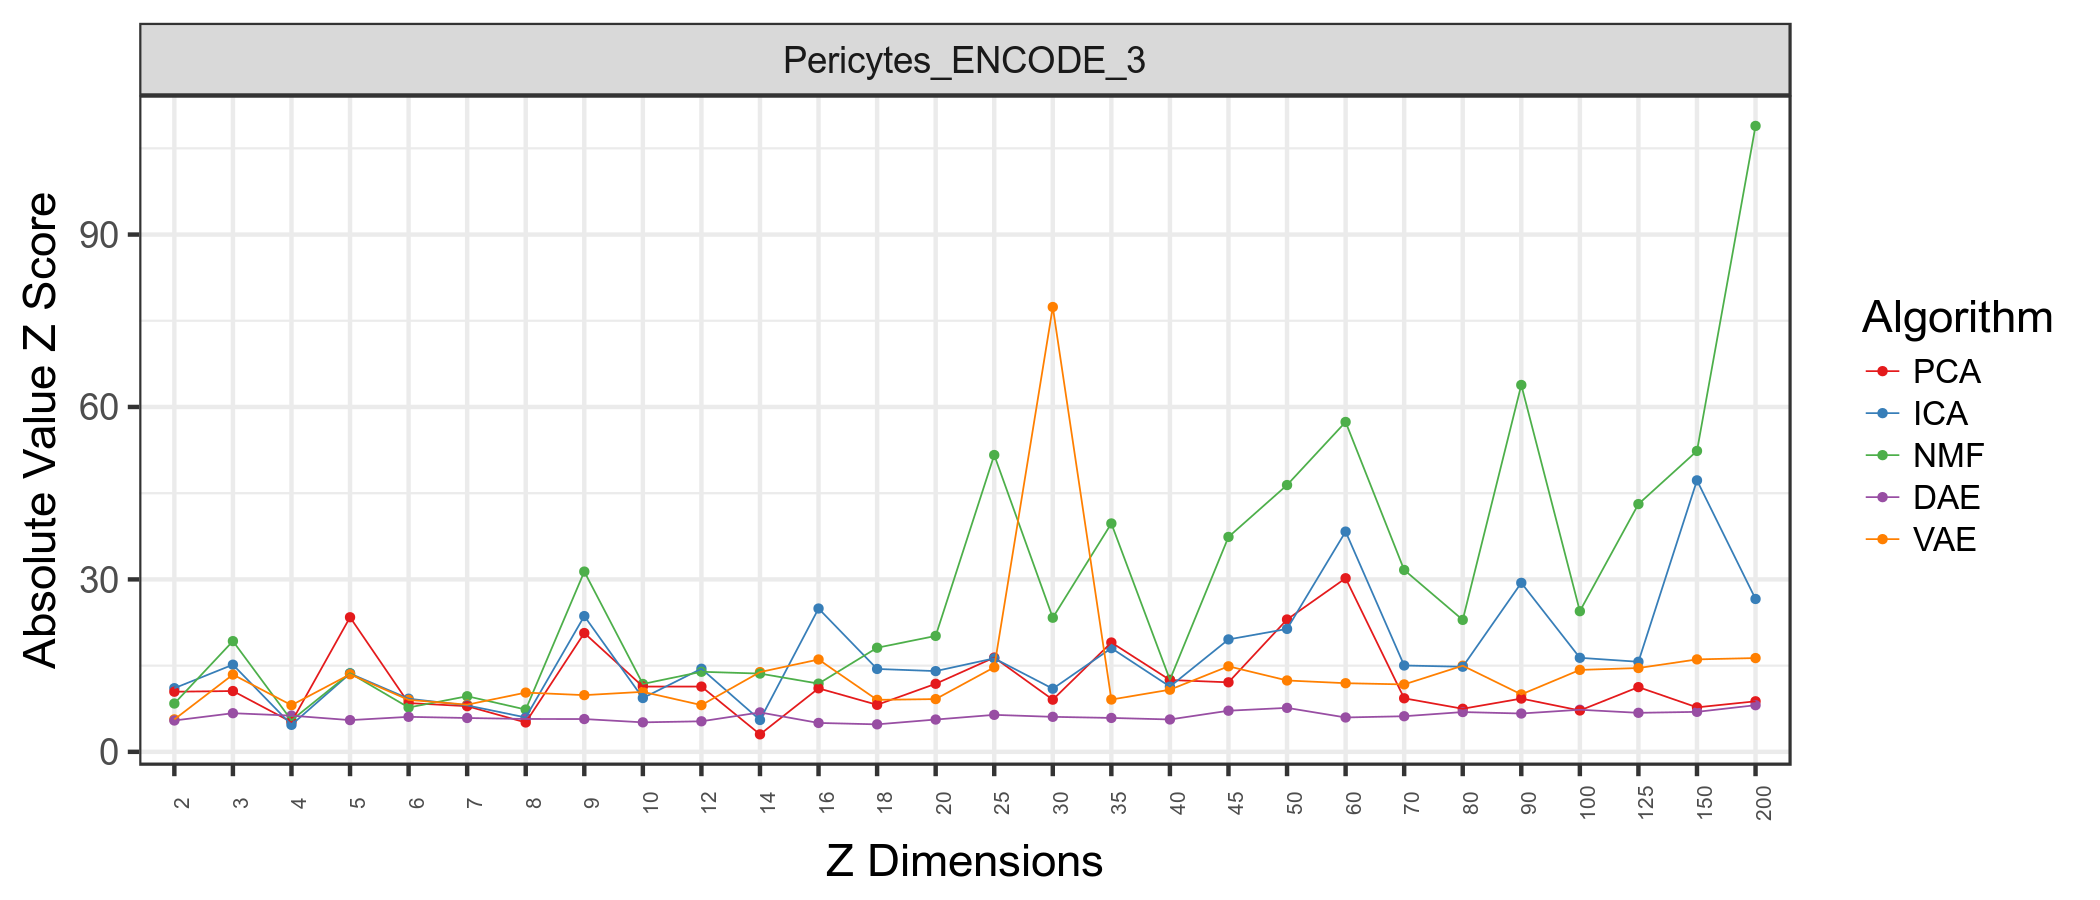 Pericytes_ENCODE_3
Absolute Value Z Score
90
60
30
0
2 3 4 5 6 7 8 9 10 12 14 16 18 20 25 30 35 40 45 50 60 70 80 90 100 125 150 200
Z Dimensions
Algorithm
PCA
ICA
NMF
DAE
VAE